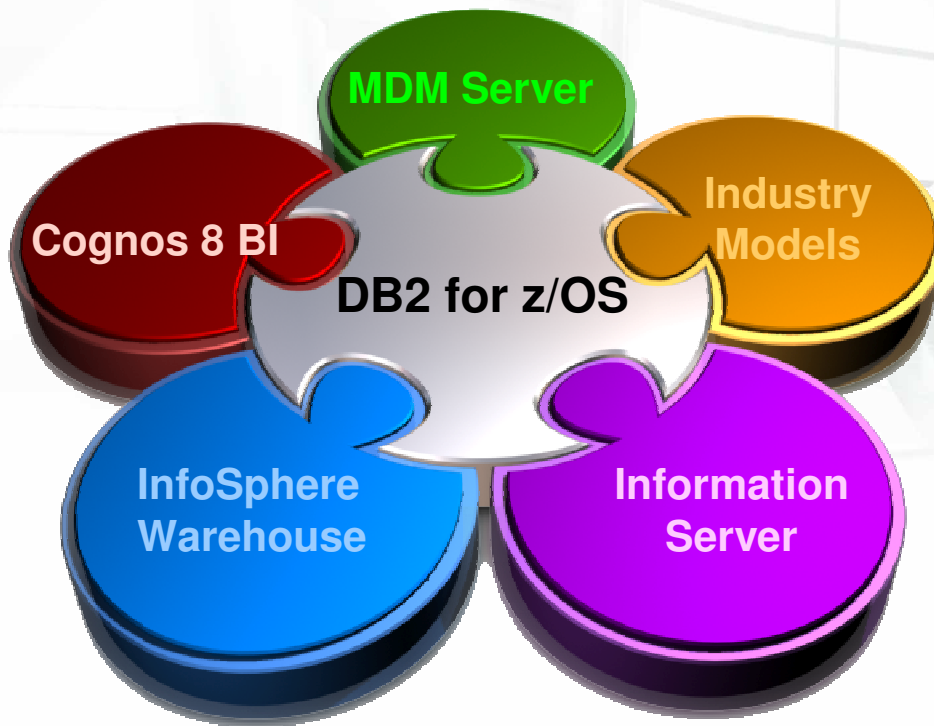 MDM Server
Industry
Models
Cognos 8 BI
DB2 for z/OS
InfoSphere
Warehouse
Information
Server